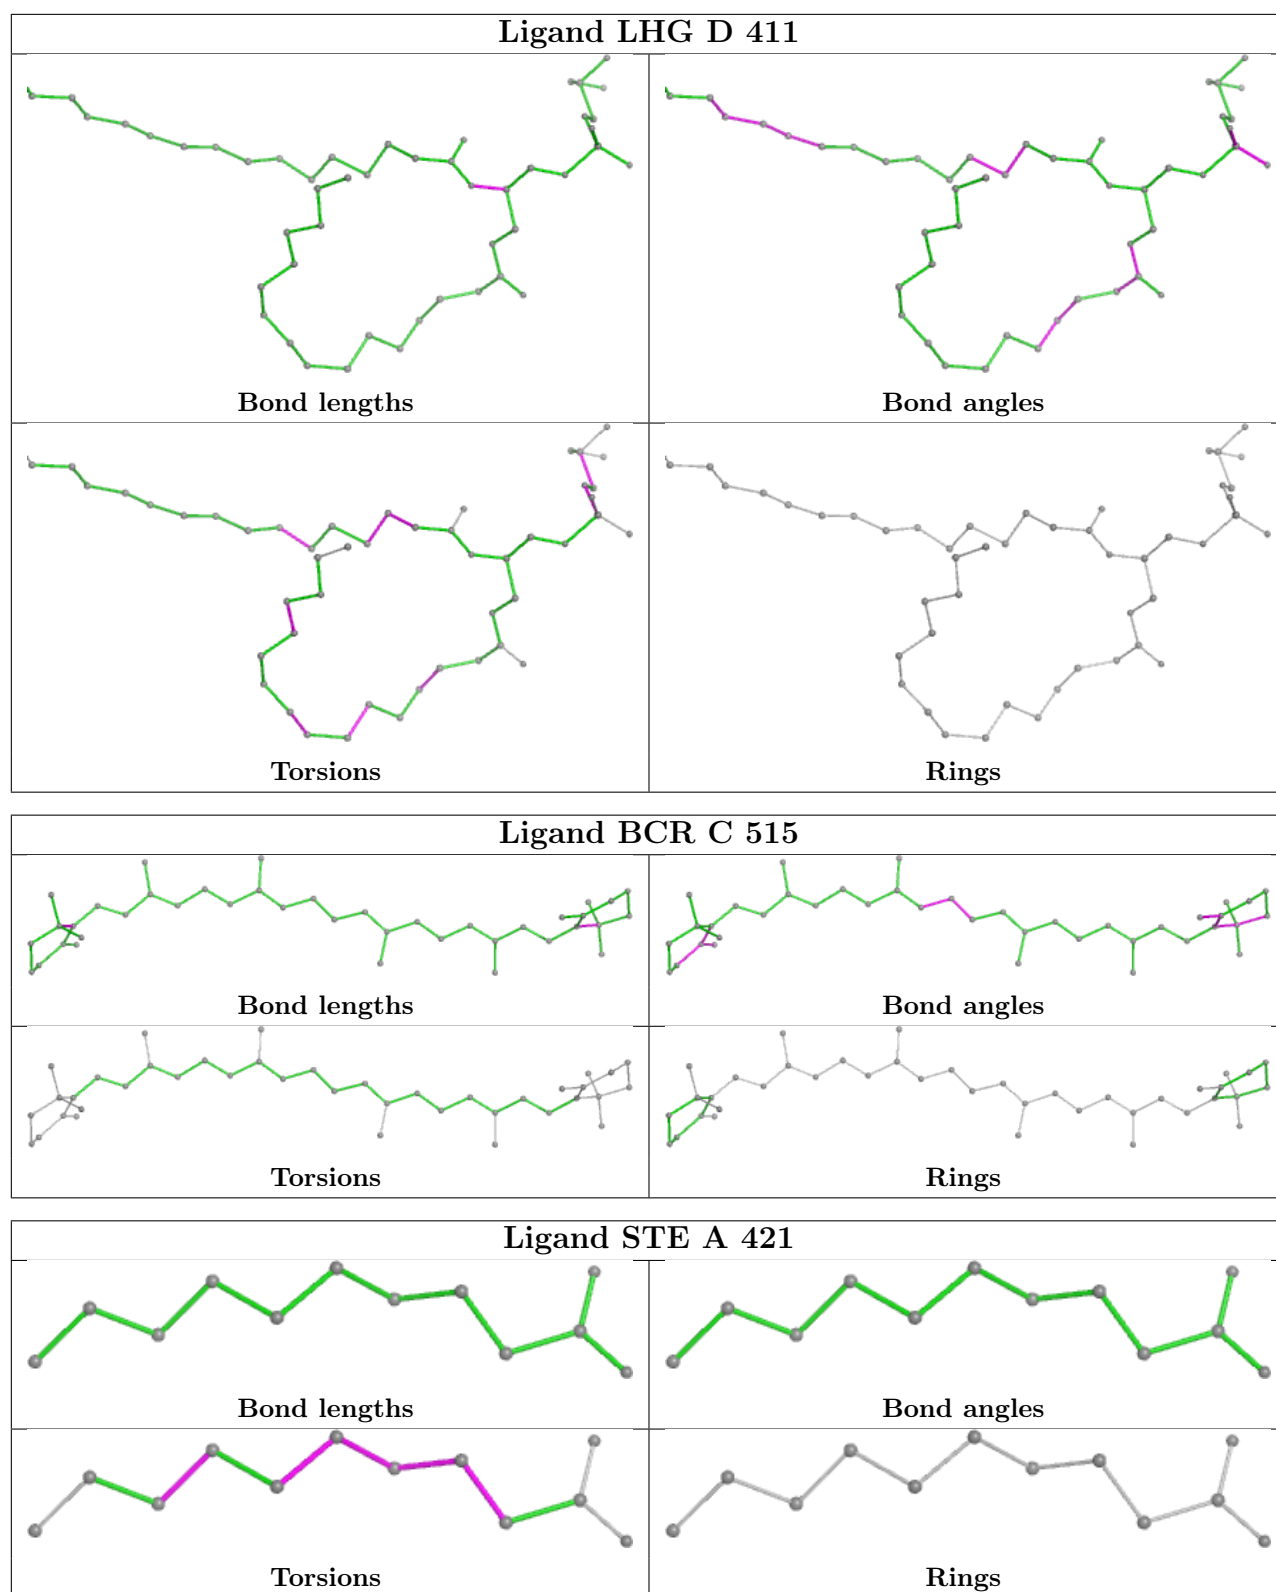 Ligand LHG D 411
Bond lengths
Bond angles
Torsions
Rings
Ligand BCR C 515
Bond lengths
Bond angles
Torsions
Rings
Ligand STE A 421
Bond lengths
Bond angles
Torsions
Rings